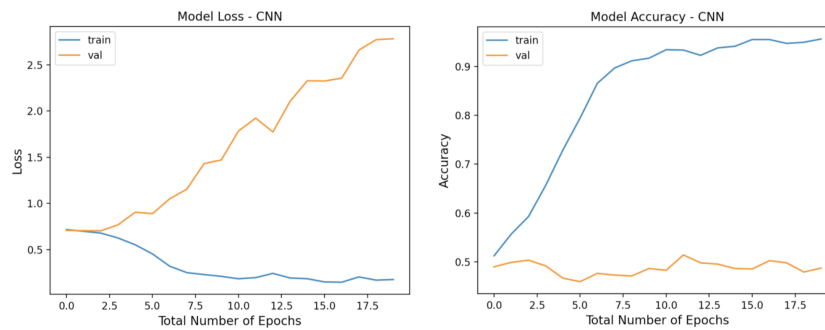 Model Loss - CNN
train
val
2.5
2.0
1.5
1.0
0.5
Loss
0.0 2.5 5.0 7.5 10.0 12.5 15.0 17.5
Total Number of Epochs
Model Accuracy - CNN
train
val
0.9
0.8
0.7
0.6
0.5
Accuracy
0.0 2.5 5.0 7.5 10.0 12.5 15.0 17.5
Total Number of Epochs